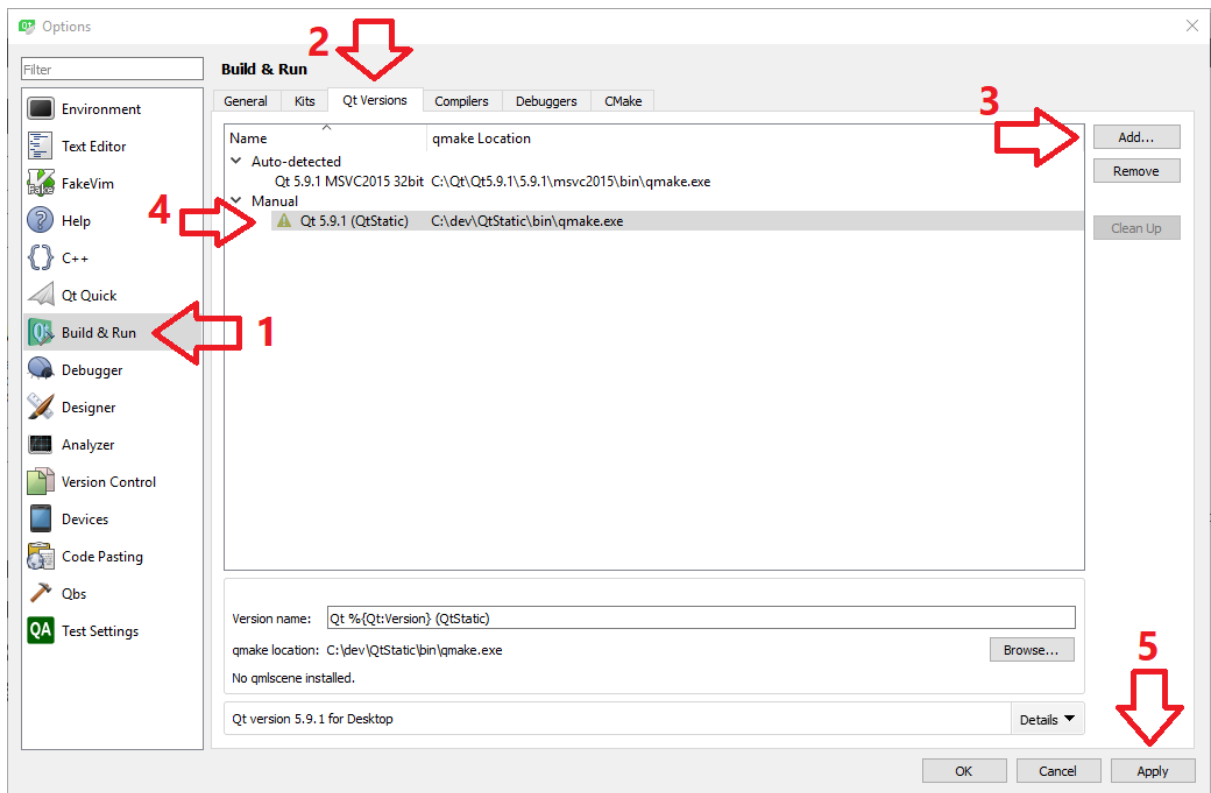 Options
2
Filter
Build & Run
General Kits Qt Versions Compilers Debuggers CMake
3
Environment
Text Editor
FakeVim
Help
C++
Qt Quick
Build & Run
Debugger
Designer
Analyzer
Version Control
Devices
Code Pasting
Qbs
QA Test Settings
1
Name qmake Location
Auto-detected
Qt 5.9.1 MSVC2015 32bit C:\Qt\Qt5.9.1\5.9.1\msvc2015\bin\qmake.exe
Manual
4
Qt 5.9.1 (QtStatic) C:\dev\QtStatic\bin\qmake.exe
Add...
Remove
Clean Up
Version name: Qt %{Qt:Version} (QtStatic)
qmake location: C:\dev\QtStatic\bin\qmake.exe Browse...
No qmlscene installed.
Qt version 5.9.1 for Desktop Details
5
OK Cancel Apply